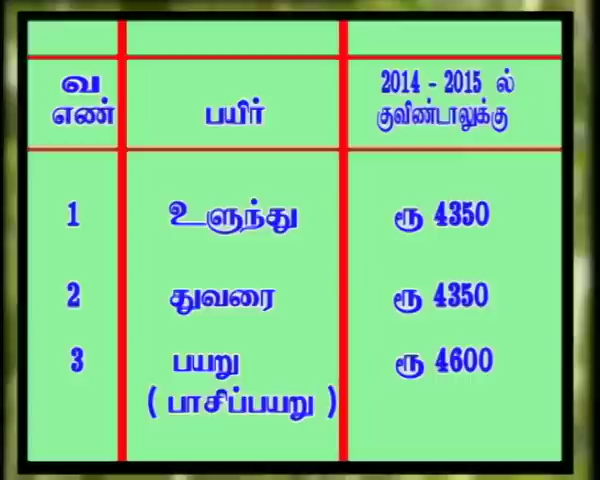 வ எண் பயிர் 2014 - 2015 ல் குவிண்டாலுக்கு
1 உளுந்து ரூ 4350
2 துவரை ரூ 4350
3 பயறு ரூ 4600
( பாசிப்பயறு )